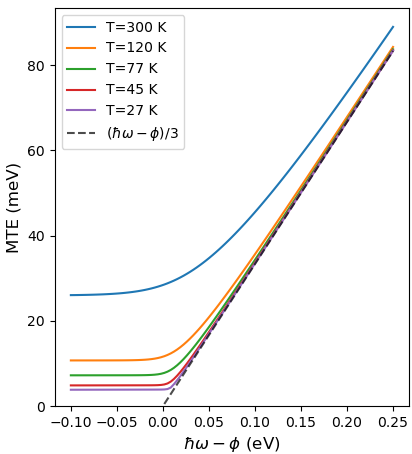 T=300 K
T=120 K
T=77 K
T=45 K
T=27 K
(ℏω − ϕ)/3
MTE (meV)
80
60
40
20
0
−0.10 −0.05 0.00 0.05 0.10 0.15 0.20 0.25
ℏω − ϕ (eV)